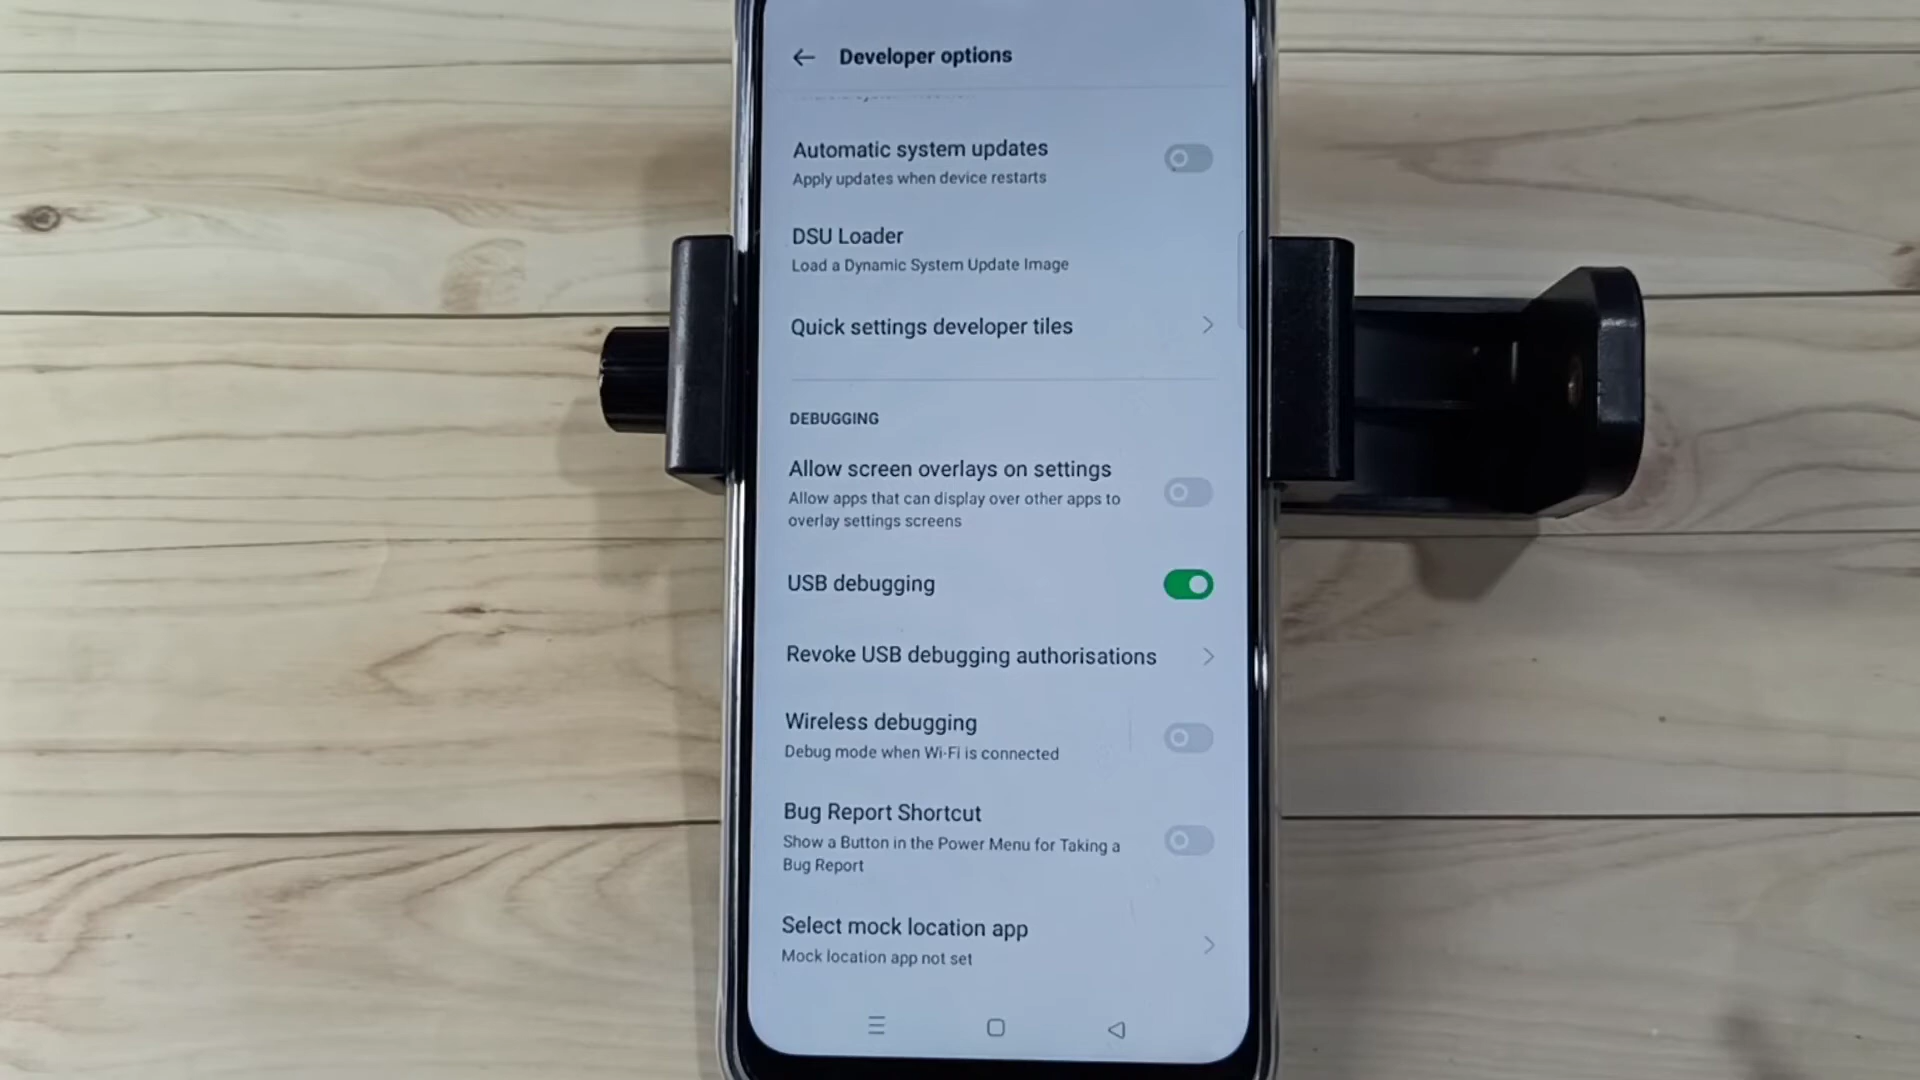 Developer options
Automatic system updates
Apply updates when device restarts
DSU Loader
Load a Dynamic System Update Image
Quick settings developer tiles
DEBUGGING
Allow screen overlays on settings
Allow apps that can display over other apps to
overlay settings screens
USB debugging
Revoke USB debugging authorisations
Wireless debugging
Debug mode when Wi-Fi is connected
Bug Report Shortcut
Show a Button in the Power Menu for Taking a
Bug Report
Select mock location app
Mock location app not set